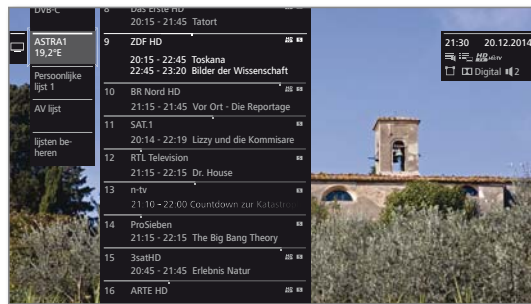 DVB-C
ASTRA1
19,2°E
Persoonlijke
lijst 1
AV lijst
lijsten be-
heren
8 Das Erste HD
20:15 - 21:45 Tatort
9 ZDF HD
20:15 - 22:45 Toskana
22:45 - 23:20 Bilder der Wissenschaft
10 BR Nord HD
21:15 - 21:45 Vor Ort - Die Reportage
11 SAT.1
20:14 - 22:19 Lizzy und die Kommisare
12 RTL Television
21:15 - 22:15 Dr. House
13 n-tv
21:10 - 22:00 Countdown zur Katastro
14 ProSieben
21:15 - 22:15 The Big Bang Theory
15 3satHD
20:45 - 21:45 Erlebnis Natur
16 ARTE HD
21:30 20.12.2014
Digital 2